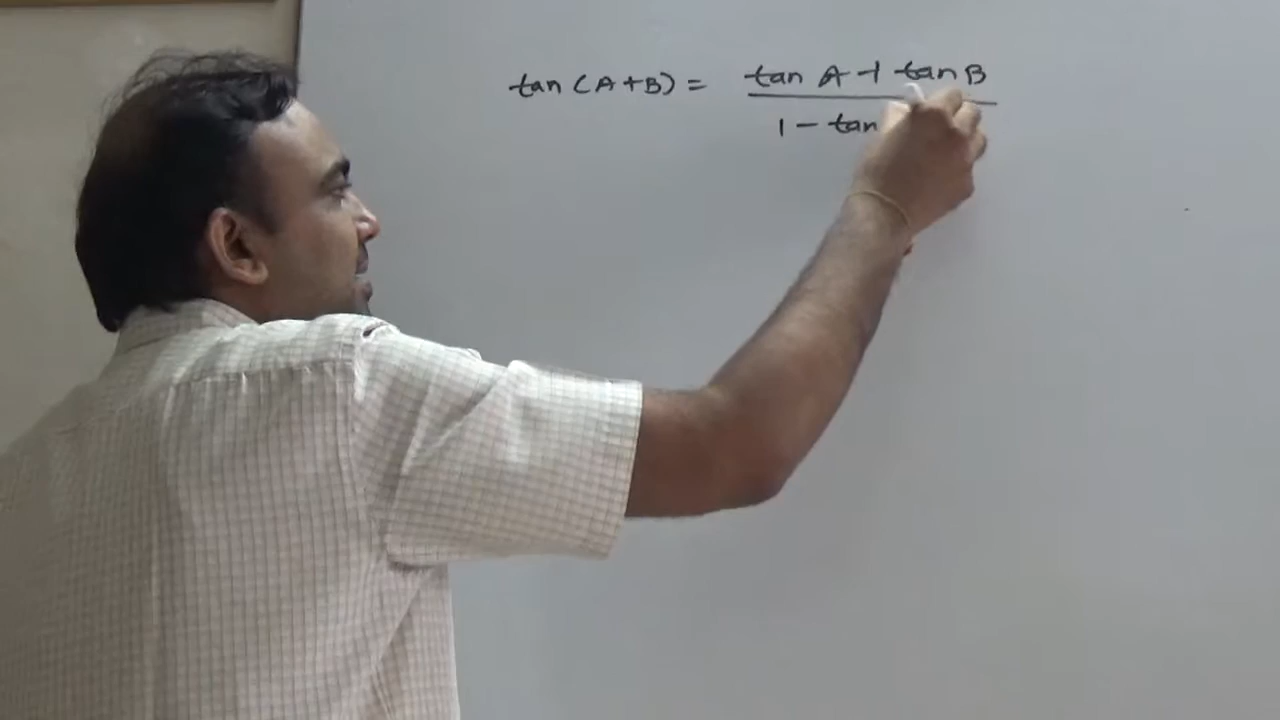 tan (A+B) = tan A + tan B
1 - tan